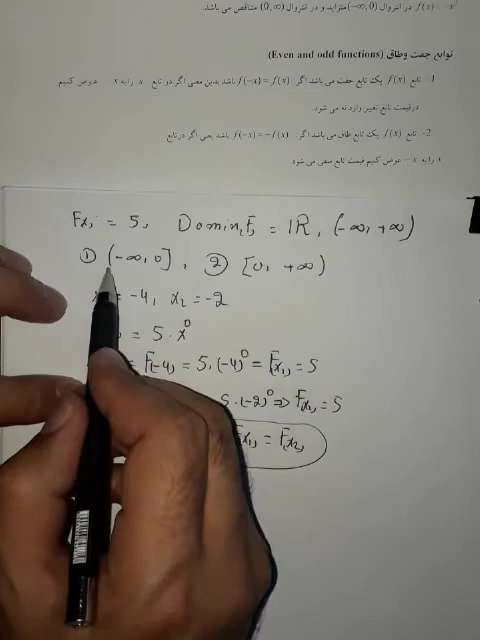 f(x) = -x² در انتروال (-∞, 0) متزاید و در انتروال (0, ∞) متناقص می باشد.
توابع جفت و طاق (Even and odd functions)
1- تابع f(x) یک تابع جفت می باشد اگر: f(-x) = f(x) باشد بدین معنی اگر در تابع x را به -x عوض کنیم
در قیمت تابع تغییر وارد نه می شود.
2- تابع f(x) یک تابع طاق می باشد اگر: f(-x) = -f(x) باشد یعنی اگر در تابع
x را به -x عوض کنیم قیمت تابع منفی می شود
F(x) = 5, Domin F(x) = IR, (-∞, +∞)
① (-∞, 0], ② [0, +∞)
= -4, x₂ = -2
= 5 · x⁰
= F(-4) = 5 · (-4)⁰ = F(x₁) = 5
5 · (-2)⁰ => F(x₂) = 5
F(x₁) = F(x₂)